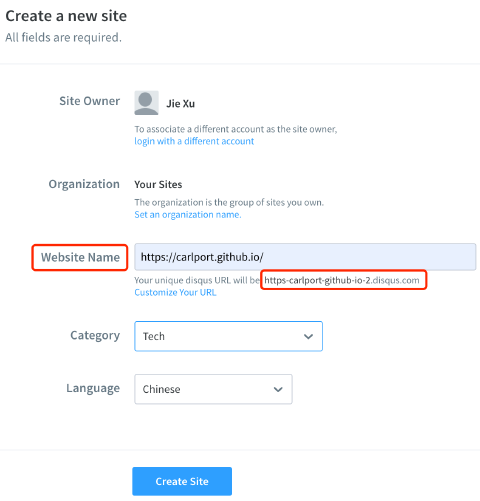 Create a new site
All fields are required.
Site Owner
Jie Xu
To associate a different account as the site owner,
login with a different account
Organization
Your Sites
The organization is the group of sites you own.
Set an organization name.
Website Name
https://carlport.github.io/
Your unique disqus URL will be https-carlport-github-io-2.disqus.com
Customize Your URL
Category
Tech
Language
Chinese
Create Site